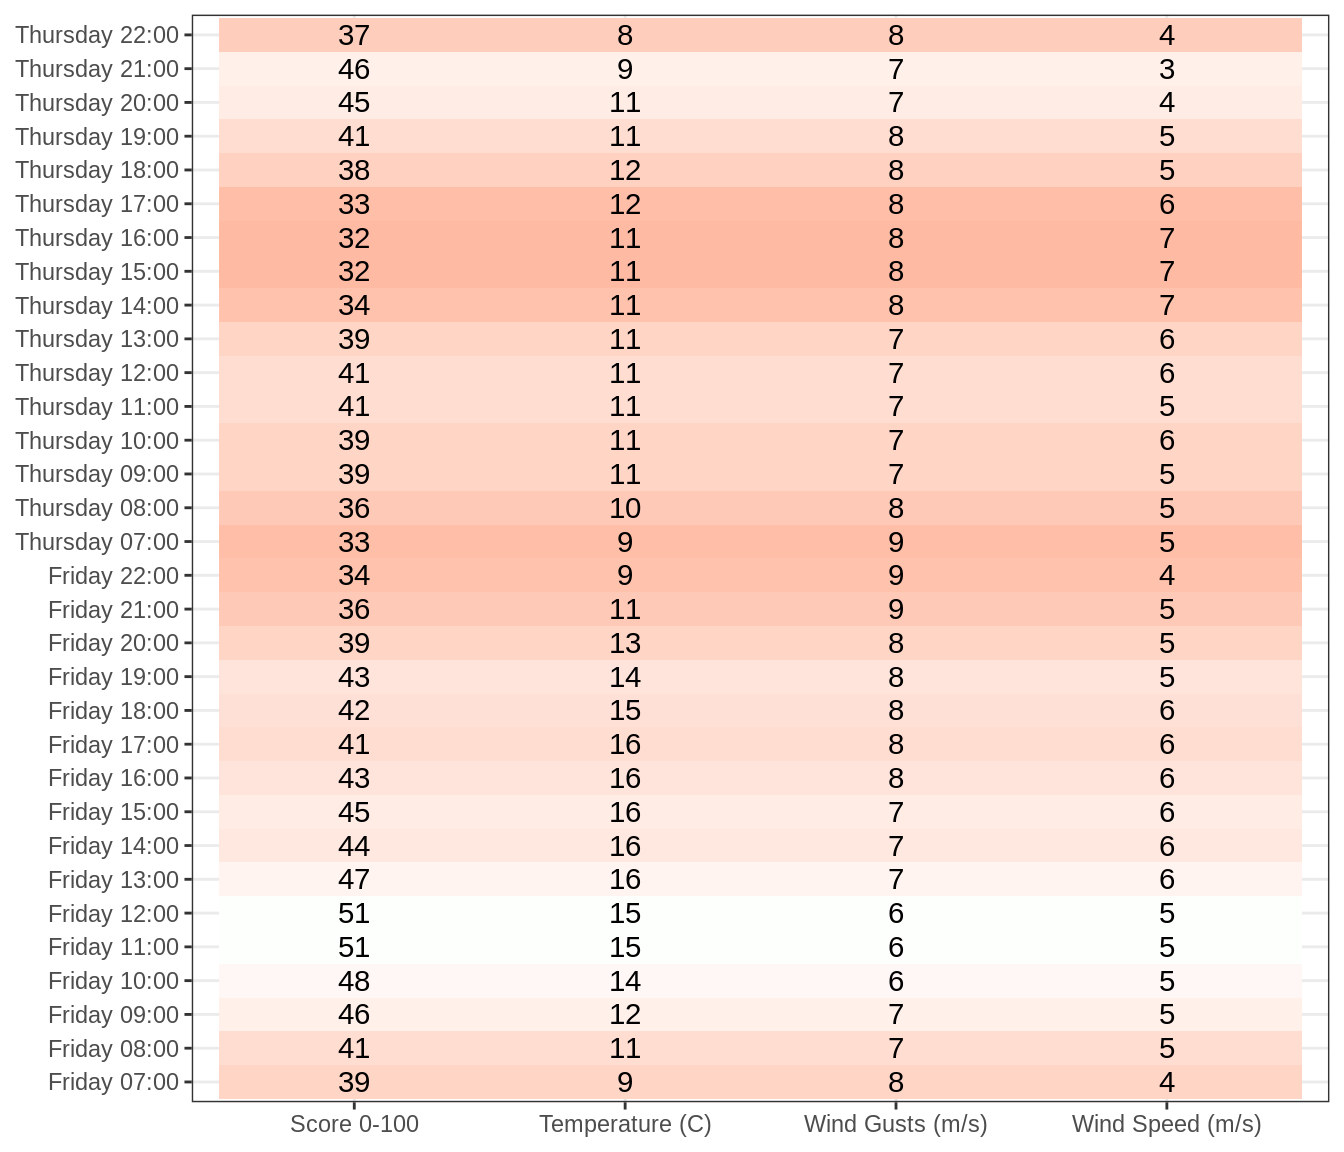 Thursday 22:00 37 8 8 4
Thursday 21:00 46 9 7 3
Thursday 20:00 45 11 7 4
Thursday 19:00 41 11 8 5
Thursday 18:00 38 12 8 5
Thursday 17:00 33 12 8 6
Thursday 16:00 32 11 8 7
Thursday 15:00 32 11 8 7
Thursday 14:00 34 11 8 7
Thursday 13:00 39 11 7 6
Thursday 12:00 41 11 7 6
Thursday 11:00 41 11 7 5
Thursday 10:00 39 11 7 6
Thursday 09:00 39 11 7 5
Thursday 08:00 36 10 8 5
Thursday 07:00 33 9 9 5
Friday 22:00 34 9 9 4
Friday 21:00 36 11 9 5
Friday 20:00 39 13 8 5
Friday 19:00 43 14 8 5
Friday 18:00 42 15 8 6
Friday 17:00 41 16 8 6
Friday 16:00 43 16 8 6
Friday 15:00 45 16 7 6
Friday 14:00 44 16 7 6
Friday 13:00 47 16 7 6
Friday 12:00 51 15 6 5
Friday 11:00 51 15 6 5
Friday 10:00 48 14 6 5
Friday 09:00 46 12 7 5
Friday 08:00 41 11 7 5
Friday 07:00 39 9 8 4
Score 0-100 Temperature (C) Wind Gusts (m/s) Wind Speed (m/s)